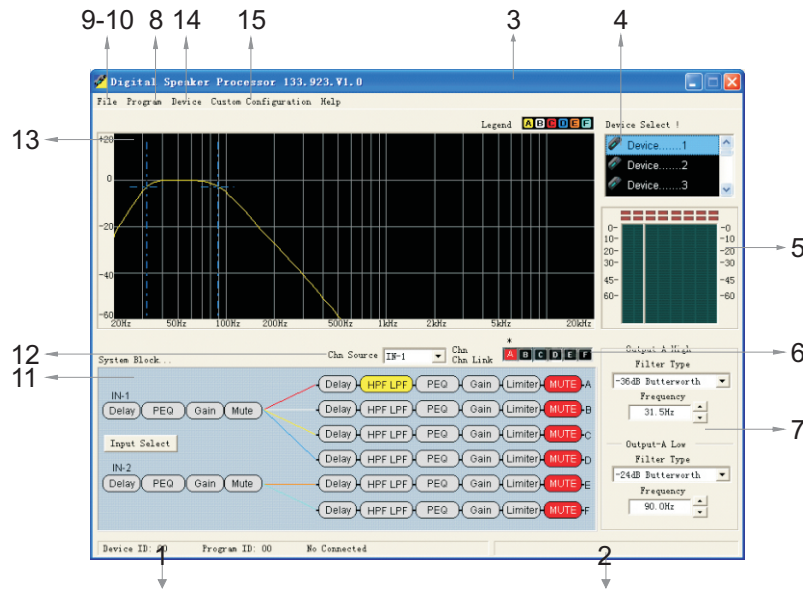 9-10 8 14 15 3 4
Digital Speaker Processor 133.923.V1.0
File Program Device Custom Configuration Help
Legend A B C D E F Device Select !
13
+20
0
-20
-40
-60
20Hz 50Hz 100Hz 200Hz 500Hz 1kHz 2kHz 5kHz 20kHz
Device.......1
Device.......2
Device.......3
0- -0
10- -10
20- -20
30- -30
45- -45
60- -60
5
12
Chn Source IN-1 Chn
Chn Link
*
A B C D E F
6
11
System Block...
IN-1
Delay PEQ Gain Mute
Input Select
IN-2
Delay PEQ Gain Mute
Delay HPF LPF PEQ Gain Limiter MUTE A
Delay HPF LPF PEQ Gain Limiter MUTE B
Delay HPF LPF PEQ Gain Limiter MUTE C
Delay HPF LPF PEQ Gain Limiter MUTE D
Delay HPF LPF PEQ Gain Limiter MUTE E
Delay HPF LPF PEQ Gain Limiter MUTE F
Output-A High
Filter Type
-36dB Butterworth
Frequency
31.5Hz
7
Output-A Low
Filter Type
-24dB Butterworth
Frequency
90.0Hz
Device ID: 00 Program ID: 00 No Connected
1 2